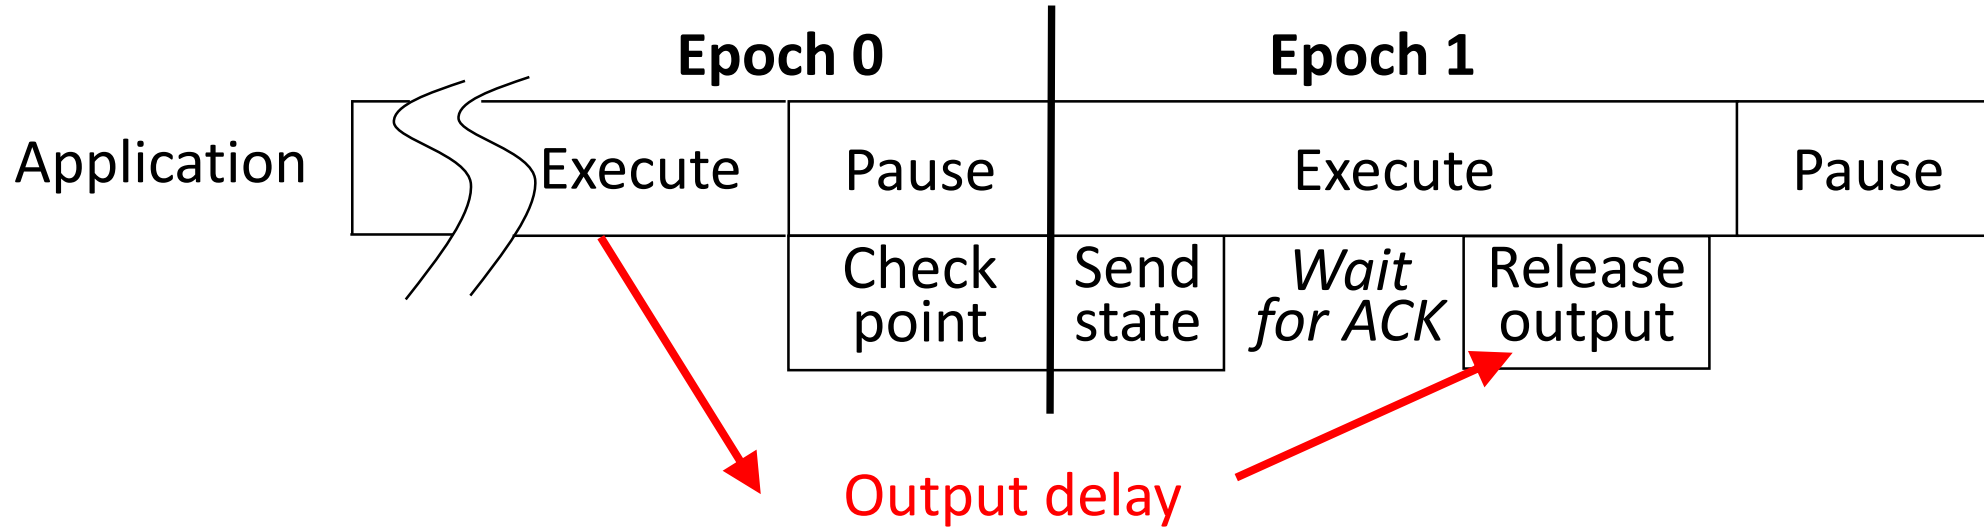 Epoch 0
Epoch 1
Application
Execute
Pause
Execute
Pause
Check
point
Send
state
Wait
for ACK
Release
output
Output delay